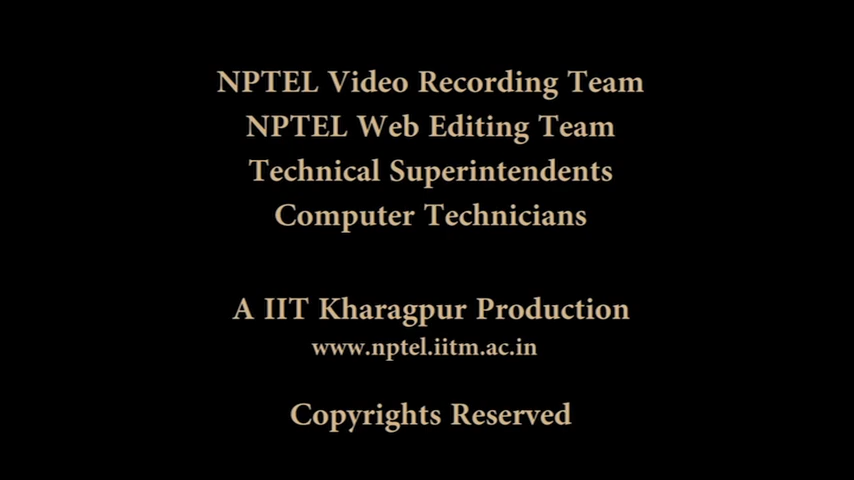 NPTEL Video Recording Team
NPTEL Web Editing Team
Technical Superintendents
Computer Technicians
A IIT Kharagpur Production
www.nptel.iitm.ac.in
Copyrights Reserved